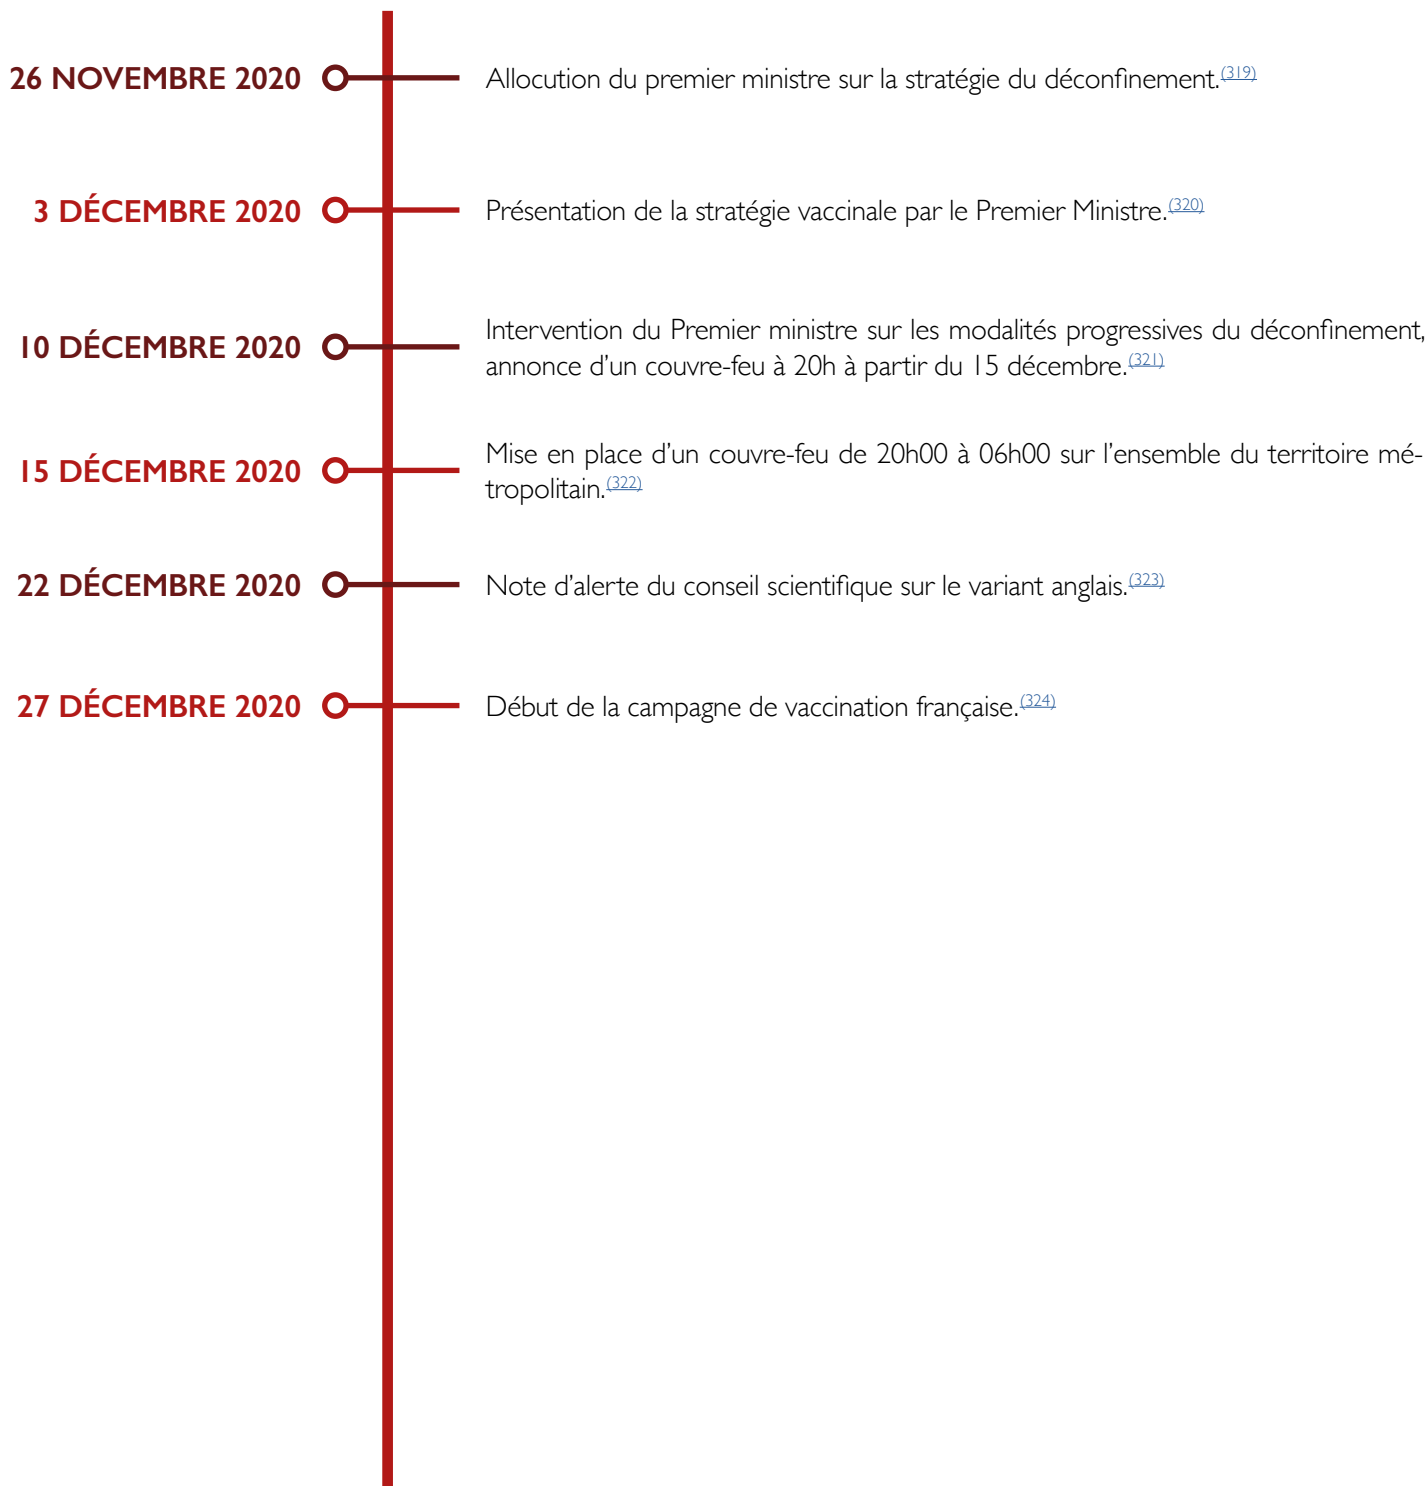 26 NOVEMBRE 2020 Allocution du premier ministre sur la stratégie du déconfinement.(319)
3 DÉCEMBRE 2020 Présentation de la stratégie vaccinale par le Premier Ministre.(320)
10 DÉCEMBRE 2020 Intervention du Premier ministre sur les modalités progressives du déconfinement,
annonce d’un couvre-feu à 20h à partir du 15 décembre.(321)
15 DÉCEMBRE 2020 Mise en place d’un couvre-feu de 20h00 à 06h00 sur l’ensemble du territoire mé-
tropolitain.(322)
22 DÉCEMBRE 2020 Note d’alerte du conseil scientifique sur le variant anglais.(323)
27 DÉCEMBRE 2020 Début de la campagne de vaccination française.(324)